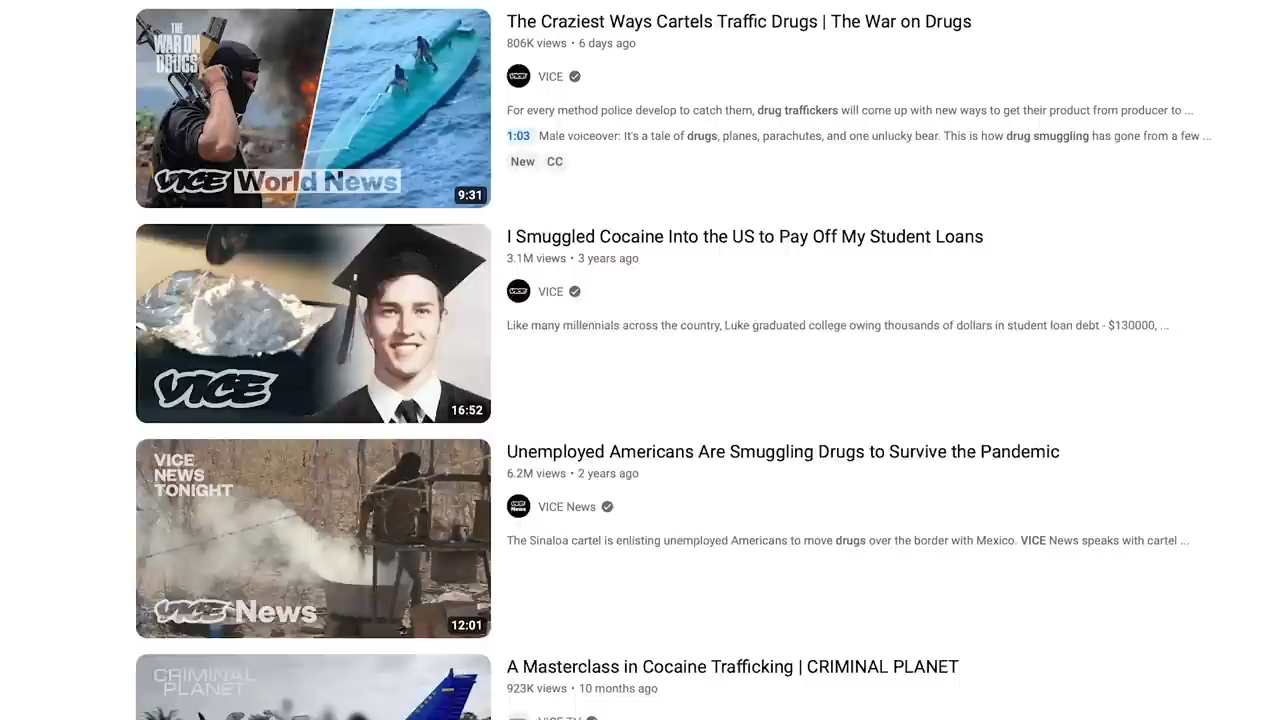 THE
WAR ON
DRUGS
VICE World News
9:31
The Craziest Ways Cartels Traffic Drugs | The War on Drugs
806K views • 6 days ago
VICE
For every method police develop to catch them, drug traffickers will come up with new ways to get their product from producer to ...
1:03 Male voiceover: It's a tale of drugs, planes, parachutes, and one unlucky bear. This is how drug smuggling has gone from a few ...
New CC
VICE
16:52
I Smuggled Cocaine Into the US to Pay Off My Student Loans
3.1M views • 3 years ago
VICE
Like many millennials across the country, Luke graduated college owing thousands of dollars in student loan debt - $130000, ...
VICE
NEWS
TONIGHT
VICE News
12:01
Unemployed Americans Are Smuggling Drugs to Survive the Pandemic
6.2M views • 2 years ago
VICE News
The Sinaloa cartel is enlisting unemployed Americans to move drugs over the border with Mexico. VICE News speaks with cartel ...
CRIMINAL
PLANET
A Masterclass in Cocaine Trafficking | CRIMINAL PLANET
923K views • 10 months ago
VICE TV